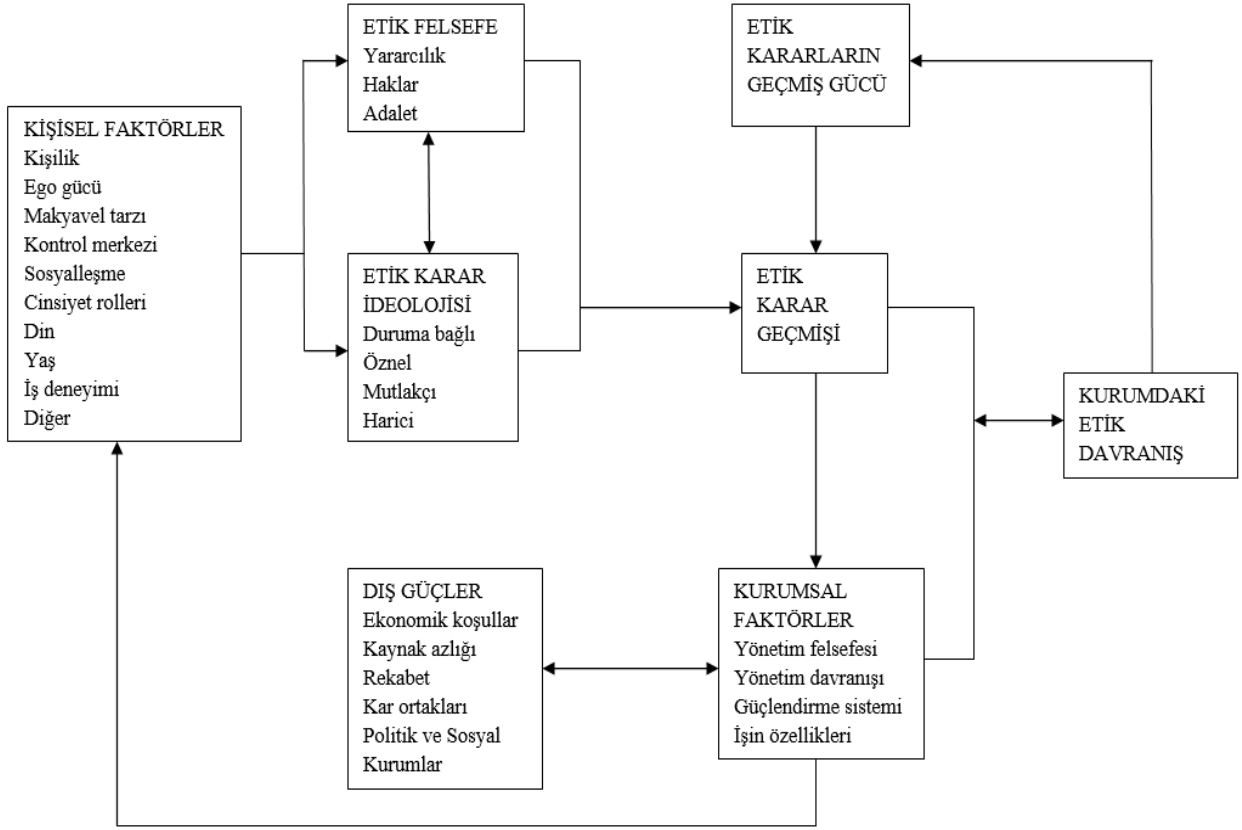 KİŞİSEL FAKTÖRLER
Kişilik
Ego gücü
Makyavel tarzı
Kontrol merkezi
Sosyalleşme
Cinsiyet rolleri
Din
Yaş
İş deneyimi
Diğer
ETİK FELSEFE
Yararcılık
Haklar
Adalet
ETİK KARAR
İDEOLOJİSİ
Duruma bağlı
Öznel
Mutlakçı
Harici
ETİK
KARARLARIN
GEÇMİŞ GÜCÜ
ETİK
KARAR
GEÇMİŞİ
KURUMDAKİ
ETİK
DAVRANIŞ
DIŞ GÜÇLER
Ekonomik koşullar
Kaynak azlığı
Rekabet
Kar ortakları
Politik ve Sosyal
Kurumlar
KURUMSAL
FAKTÖRLER
Yönetim felsefesi
Yönetim davranışı
Güçlendirme sistemi
İşin özellikleri